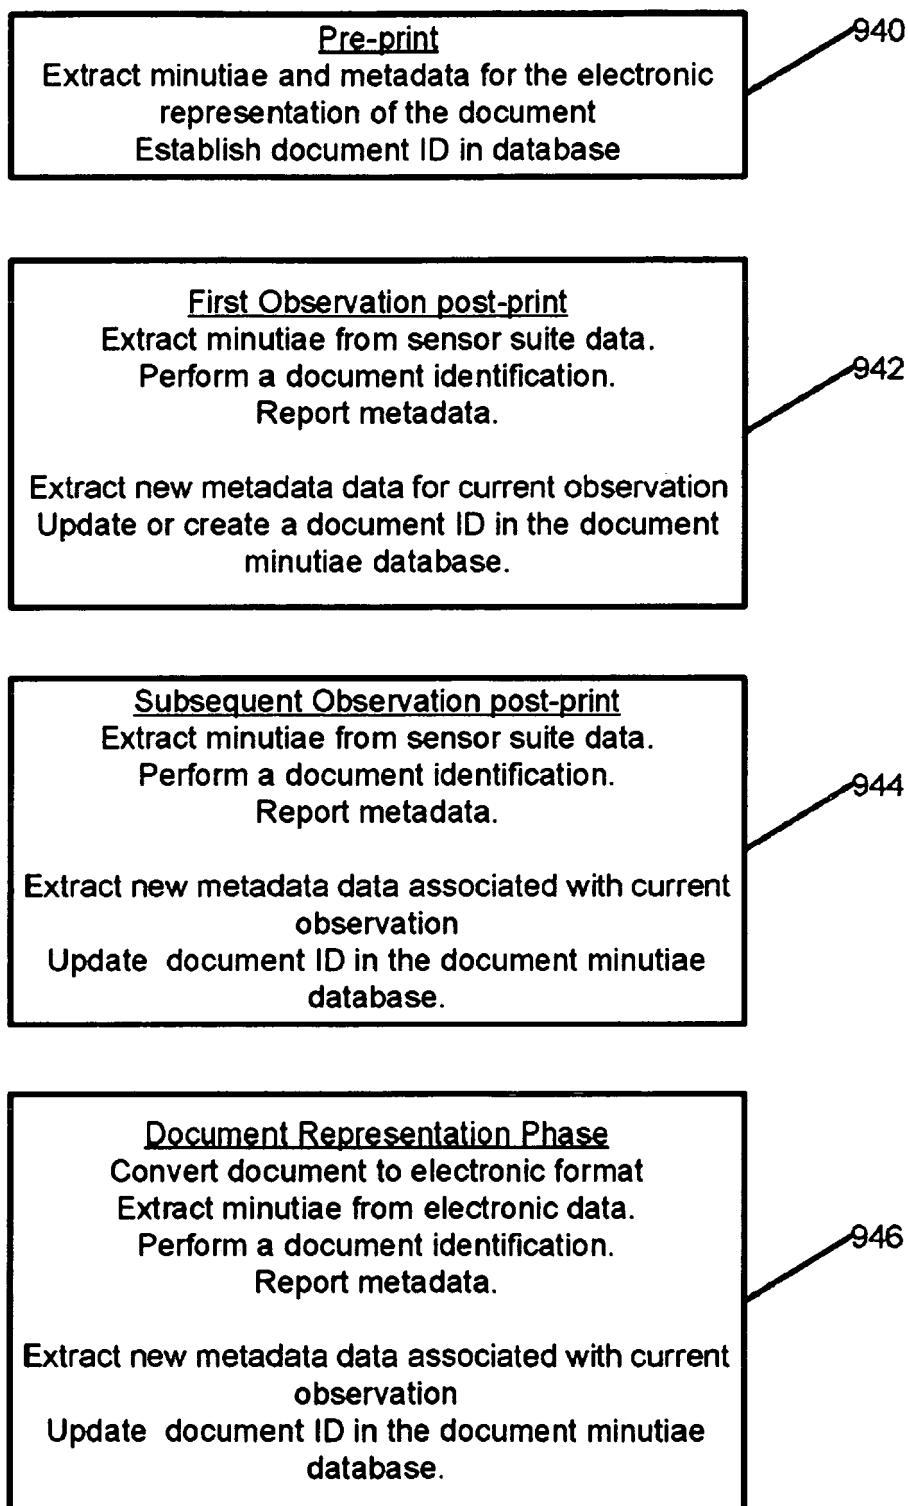 Pre-print
Extract minutiae and metadata for the electronic
representation of the document
Establish document ID in database
940
First Observation post-print
Extract minutiae from sensor suite data.
Perform a document identification.
Report metadata.
Extract new metadata data for current observation
Update or create a document ID in the document
minutiae database.
942
Subsequent Observation post-print
Extract minutiae from sensor suite data.
Perform a document identification.
Report metadata.
Extract new metadata data associated with current
observation
Update document ID in the document minutiae
database.
944
Document Representation Phase
Convert document to electronic format
Extract minutiae from electronic data.
Perform a document identification.
Report metadata.
Extract new metadata data associated with current
observation
Update document ID in the document minutiae
database.
946